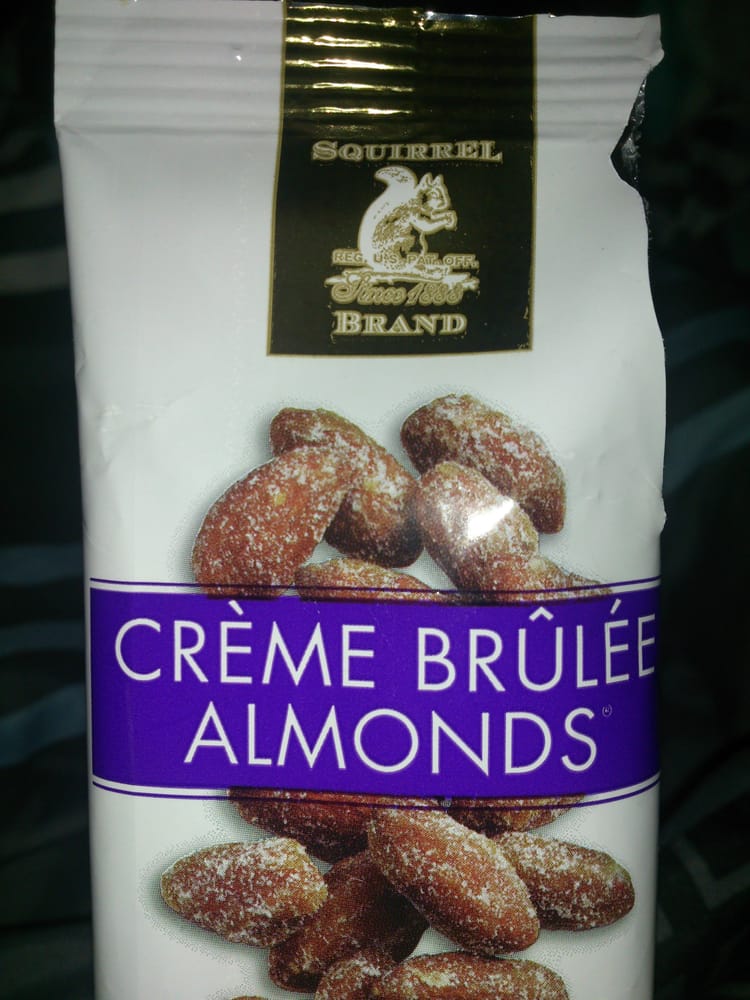 SQUIRREL
REG. U.S. PAT. OFF.
Since 1888
BRAND
CRÈME BRÛLÉE
ALMONDS®